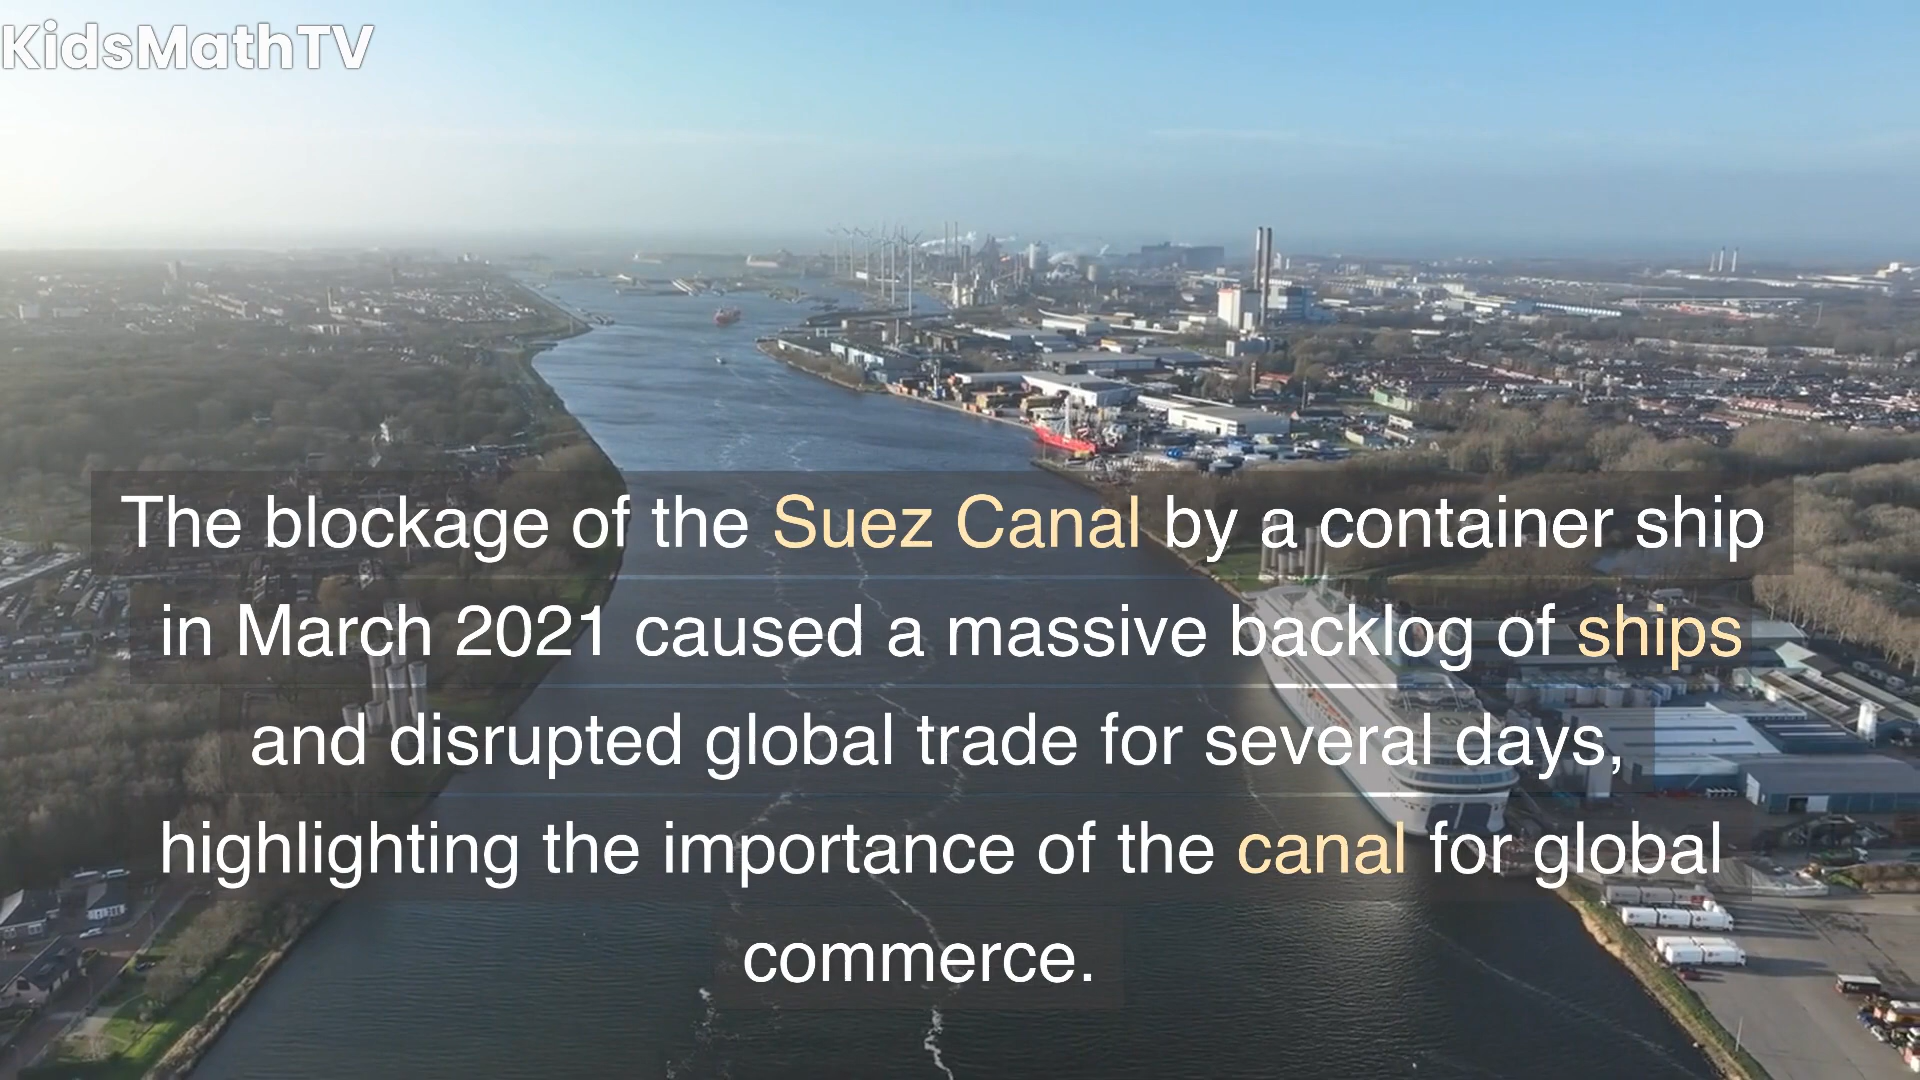 KidsMathTV
The blockage of the Suez Canal by a container ship
in March 2021 caused a massive backlog of ships
and disrupted global trade for several days,
highlighting the importance of the canal for global
commerce.